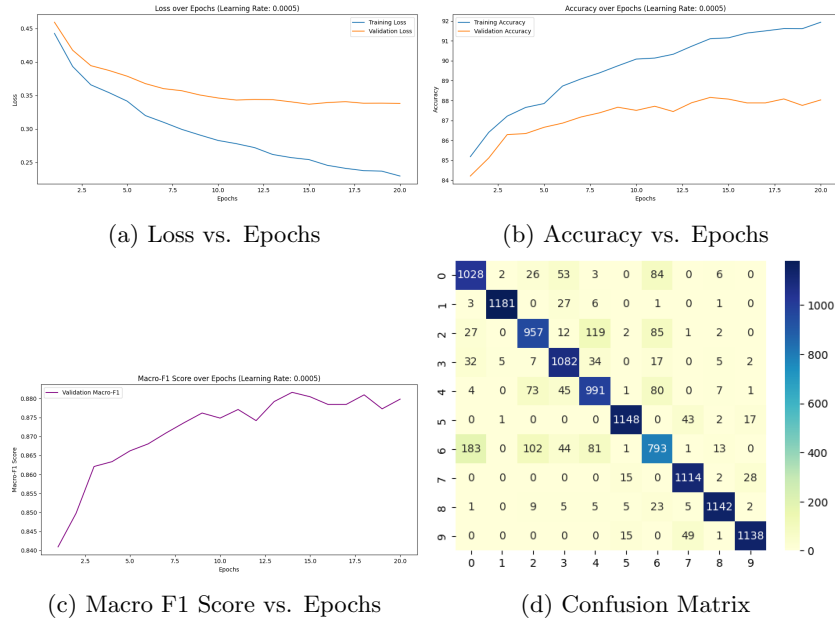 Loss over Epochs (Learning Rate: 0.0005)
Training Loss
Validation Loss
0.45
0.40
0.35
0.30
0.25
Loss
2.5 5.0 7.5 10.0 12.5 15.0 17.5 20.0
Epochs
(a) Loss vs. Epochs
Accuracy over Epochs (Learning Rate: 0.0005)
Training Accuracy
Validation Accuracy
92
91
90
89
88
87
86
85
84
Accuracy
2.5 5.0 7.5 10.0 12.5 15.0 17.5 20.0
Epochs
(b) Accuracy vs. Epochs
Macro-F1 Score over Epochs (Learning Rate: 0.0005)
Validation Macro-F1
0.880
0.875
0.870
0.865
0.860
0.855
0.850
0.845
0.840
Macro-F1 Score
2.5 5.0 7.5 10.0 12.5 15.0 17.5 20.0
Epochs
(c) Macro F1 Score vs. Epochs
0 1028 2 26 53 3 0 84 0 6 0
1 3 1181 0 27 6 0 1 0 1 0
2 27 0 957 12 119 2 85 1 2 0
3 32 5 7 1082 34 0 17 0 5 2
4 4 0 73 45 991 1 80 0 7 1
5 0 1 0 0 0 1148 0 43 2 17
6 183 0 102 44 81 1 793 1 13 0
7 0 0 0 0 0 15 0 1114 2 28
8 1 0 9 5 5 5 23 5 1142 2
9 0 0 0 0 0 15 0 49 1 1138
0 1 2 3 4 5 6 7 8 9
1000
800
600
400
200
0
(d) Confusion Matrix